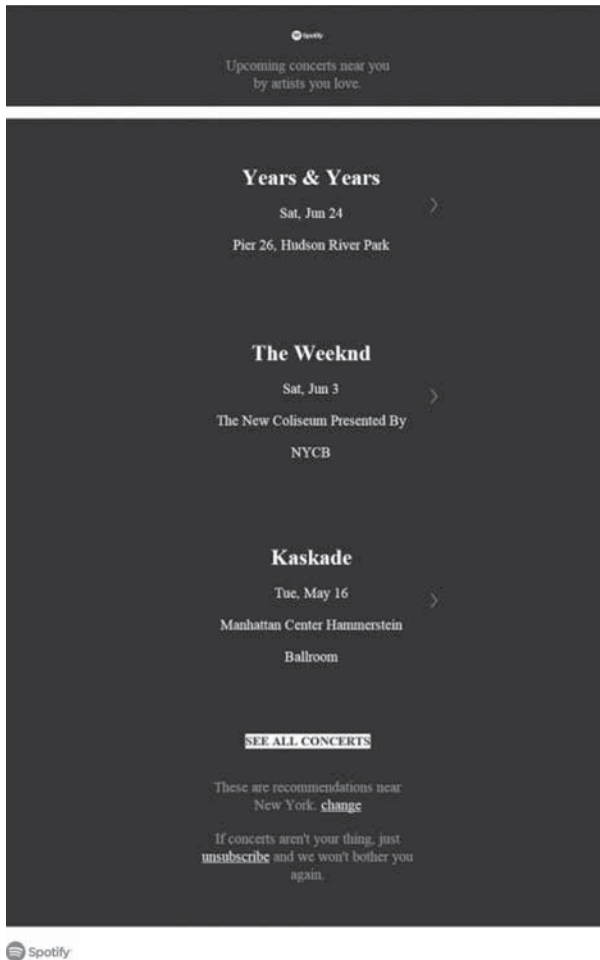 Spotify
Upcoming concerts near you
by artists you love.
Years & Years
Sat, Jun 24
Pier 26, Hudson River Park
The Weeknd
Sat, Jun 3
The New Coliseum Presented By
NYCB
Kaskade
Tue, May 16
Manhattan Center Hammerstein
Ballroom
SEE ALL CONCERTS
These are recommendations near
New York. change
If concerts aren't your thing, just
unsubscribe and we won't bother you
again.
Spotify